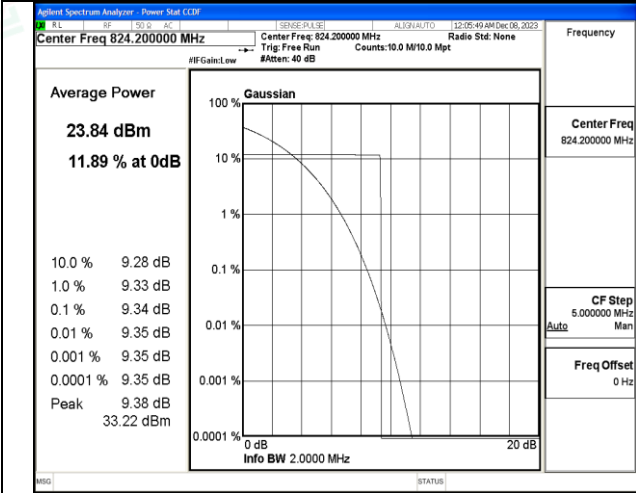 Agilent Spectrum Analyzer - Power Stat CCDF
RL RF 50 Ω AC SENSE:PULSE ALIGN AUTO 12:05:49 AM Dec 08, 2023
Center Freq 824.200000 MHz
Center Freq: 824.200000 MHz Radio Std: None
Trig: Free Run Counts:10.0 M/10.0 Mpt
#IFGain:Low #Atten: 40 dB
Frequency
Average Power
23.84 dBm
11.89 % at 0dB
10.0 % 9.28 dB
1.0 % 9.33 dB
0.1 % 9.34 dB
0.01 % 9.35 dB
0.001 % 9.35 dB
0.0001 % 9.35 dB
Peak 9.38 dB
33.22 dBm
Gaussian
100 %
10 %
1 %
0.1 %
0.01 %
0.001 %
0.0001 %
0 dB 20 dB
Info BW 2.0000 MHz
Center Freq
824.200000 MHz
CF Step
5.000000 MHz
Auto Man
Freq Offset
0 Hz
MSG STATUS